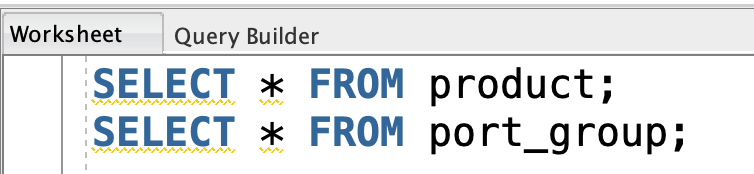 Worksheet Query Builder
SELECT * FROM product;
SELECT * FROM port_group;